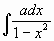 ∫ adx / (1 − x²)